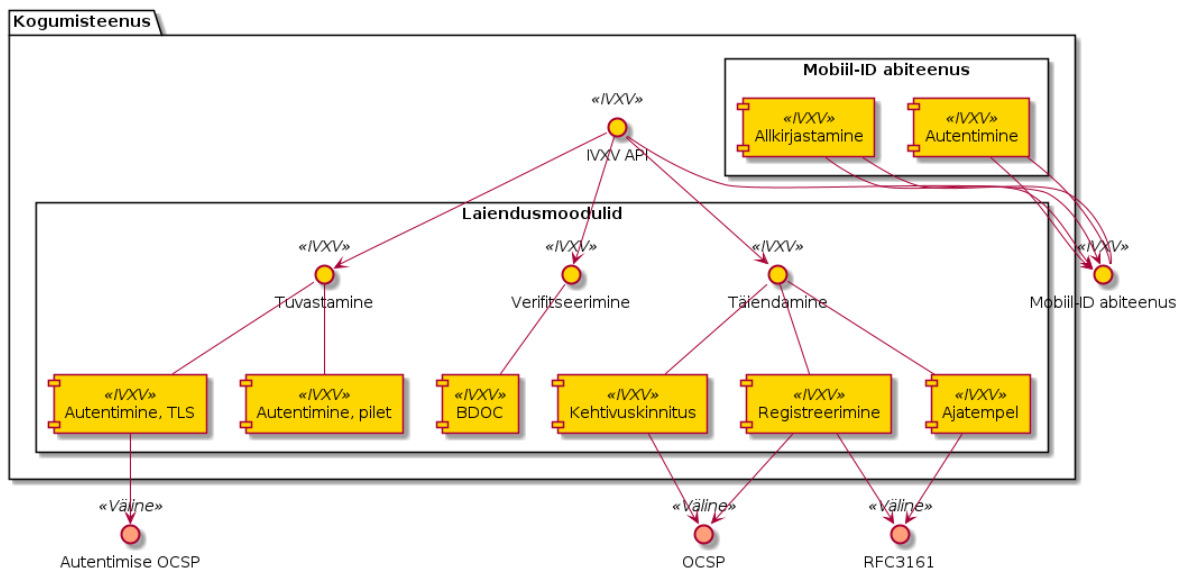 Kogumisteenus
Mobiil-ID abiteenus
«IVXV»
Allkirjastamine
«IVXV»
Autentimine
«IVXV»
IVXV API
Laiendusmoodulid
«IVXV»
Tuvastamine
«IVXV»
Verifitseerimine
«IVXV»
Täiendamine
«IVXV»
Mobiil-ID abiteenus
«IVXV»
Autentimine, TLS
«IVXV»
Autentimine, pilet
«IVXV»
BDOC
«IVXV»
Kehtivuskinnitus
«IVXV»
Registreerimine
«IVXV»
Ajatempel
«Väline»
Autentimise OCSP
«Väline»
OCSP
«Väline»
RFC3161